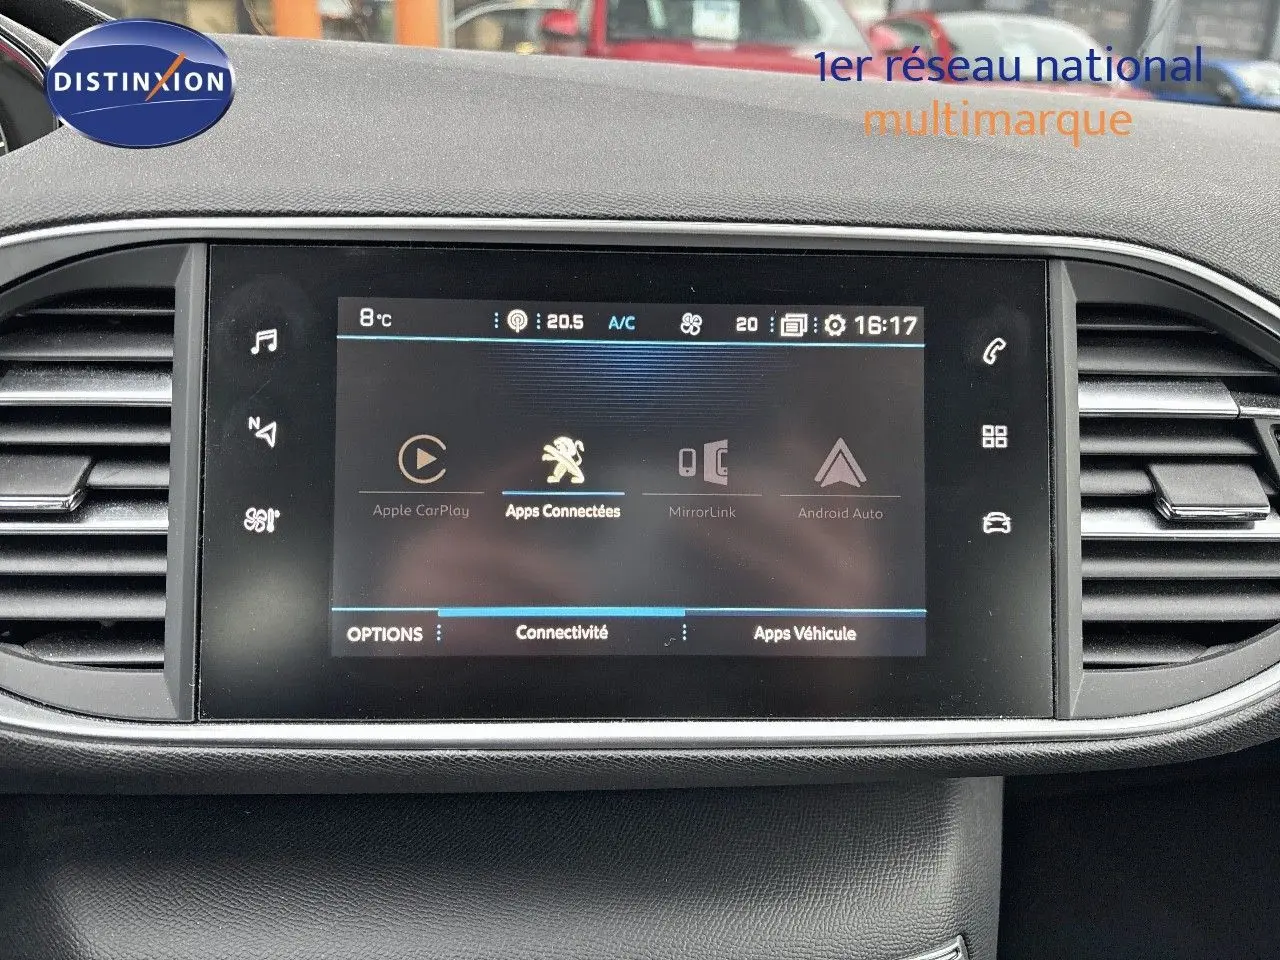 DISTINXION
1er réseau national
multimarque
8°C
20.5 A/C 20 16:17
N
Apple CarPlay Apps Connectées MirrorLink Android Auto
OPTIONS Connectivité Apps Véhicule